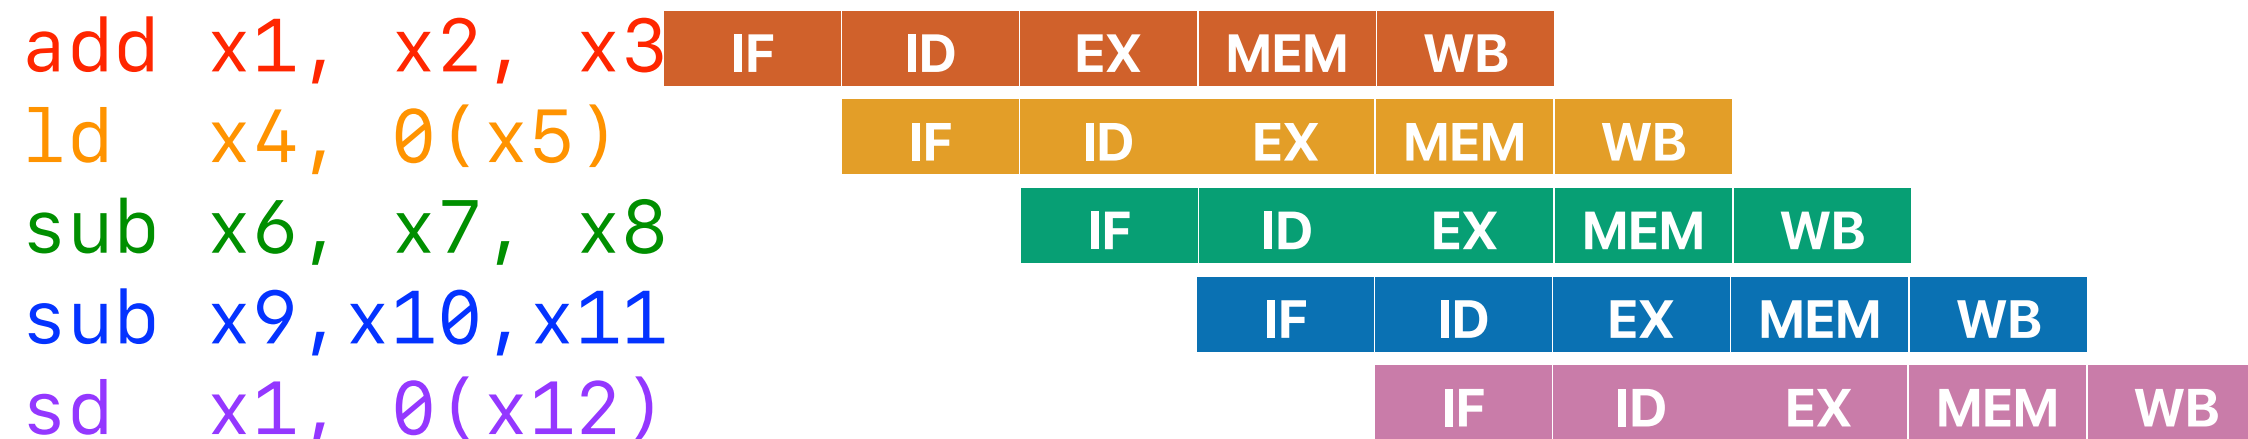 add x1, x2, x3 IF ID EX MEM WB
ld x4, 0(x5) IF ID EX MEM WB
sub x6, x7, x8 IF ID EX MEM WB
sub x9,x10,x11 IF ID EX MEM WB
sd x1, 0(x12) IF ID EX MEM WB